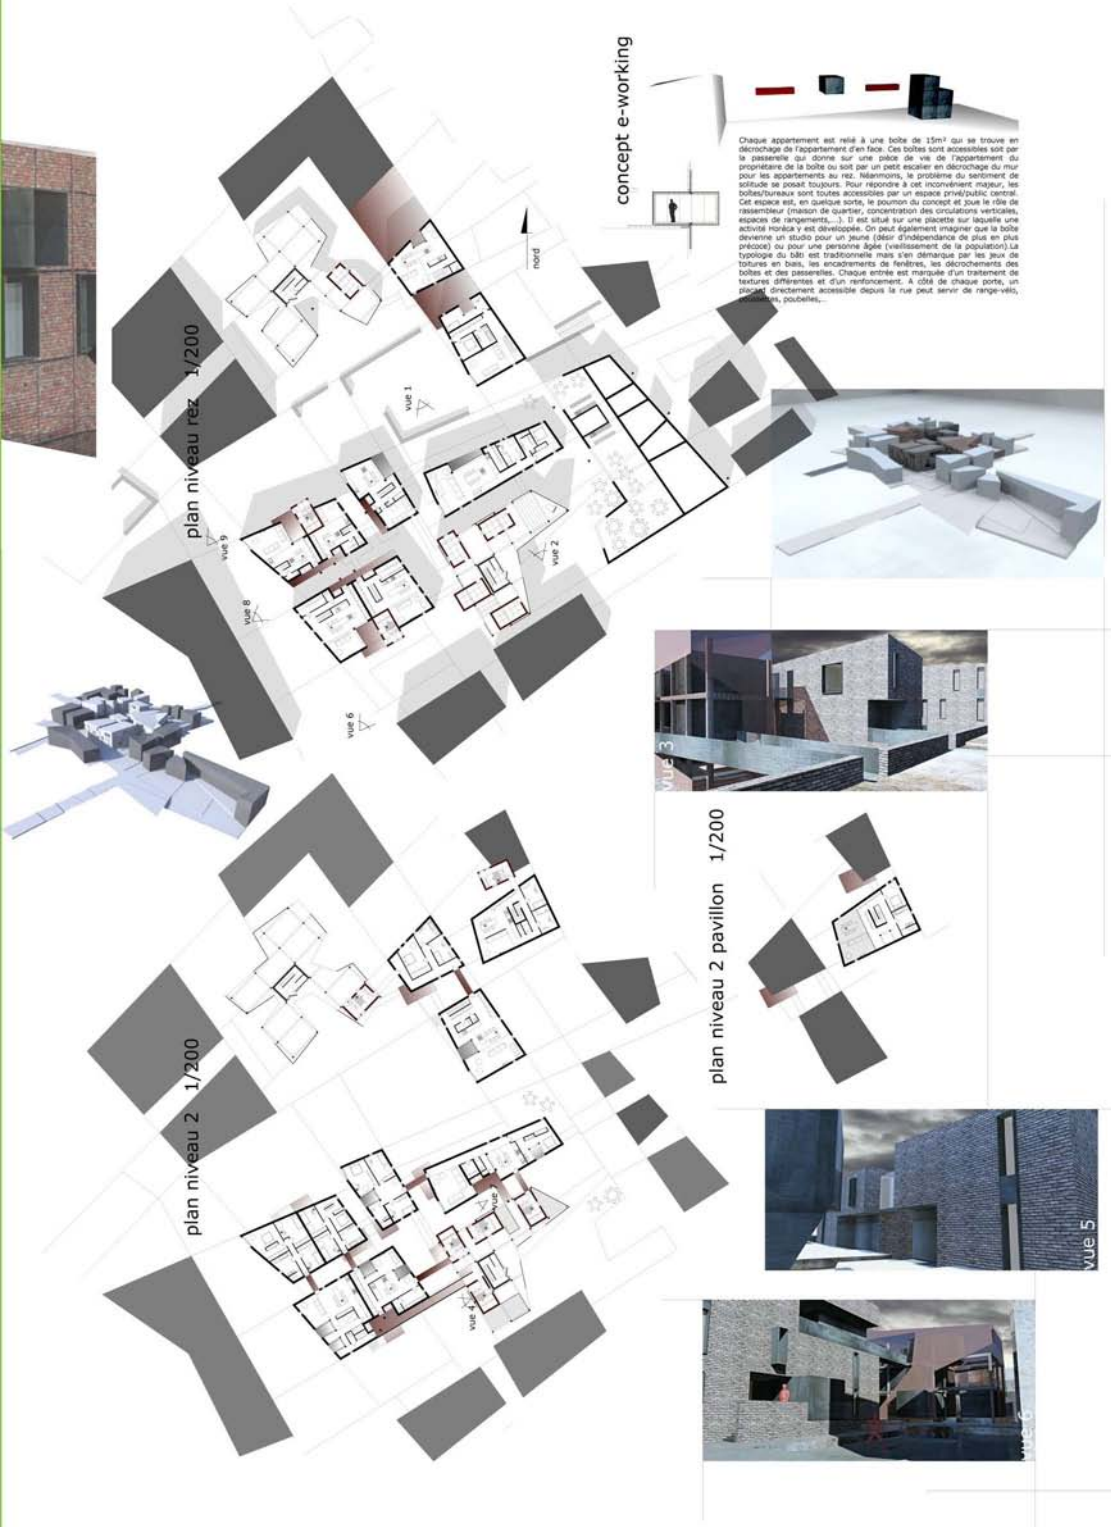 concept e-working
Chaque appartement est relié à une boîte de 15m² qui se trouve en
décrochage de l'appartement d'en face. Ces boîtes sont accessibles soit par
la passerelle qui donne sur une pièce de vie de l'appartement du
propriétaire de la boîte ou soit par un petit escalier en décrochage du mur
pour les appartements au rez. Néanmoins, le problème du sentiment de
solitude se posait toujours. Pour répondre à cet inconvénient majeur, les
boîtes/bureaux sont toutes accessibles par un espace privé/public central.
Cet espace est, en quelque sorte, le poumon du concept et joue le rôle de
rassembleur (maison de quartier, concentration des circulations verticales,
espaces de rangements,...). Il est situé sur une placette sur laquelle une
activité Horéca y est développée. On peut également imaginer que la boîte
devienne un studio pour un jeune (désir d'indépendance de plus en plus
précoce) ou pour une personne âgée (vieillissement de la population).La
typologie du bâti est traditionnelle mais s'en démarque par les jeux de
toitures en biais, les encadrements de fenêtres, les décrochements des
boîtes et des passerelles. Chaque entrée est marquée d'un traitement de
textures différentes et d'un renfoncement. A côté de chaque porte, un
placard directement accessible depuis la rue peut servir de range-vélo,
poussettes, poubelles,..
nord
plan niveau rez 1/200
vue 1
vue 9
vue 2
vue 8
vue 6
vue 3
plan niveau 2 pavillon 1/200
plan niveau 2 1/200
vue 7
vue 4
vue 5
vue 6